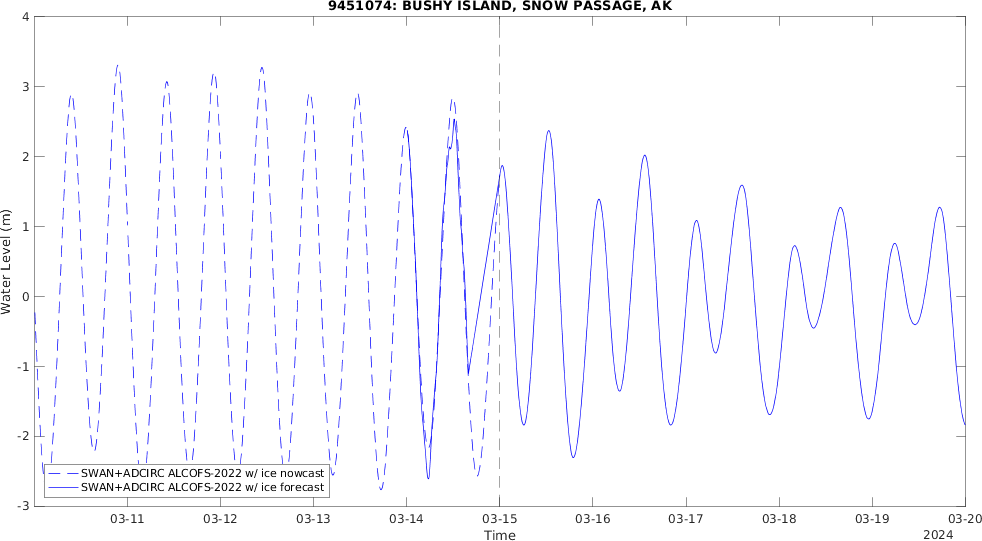 9451074: BUSHY ISLAND, SNOW PASSAGE, AK
4
3
2
1
0
-1
-2
-3
Water Level (m)
SWAN+ADCIRC ALCOFS-2022 w/ ice nowcast
SWAN+ADCIRC ALCOFS-2022 w/ ice forecast
03-11 03-12 03-13 03-14 03-15 03-16 03-17 03-18 03-19 03-20
Time
2024